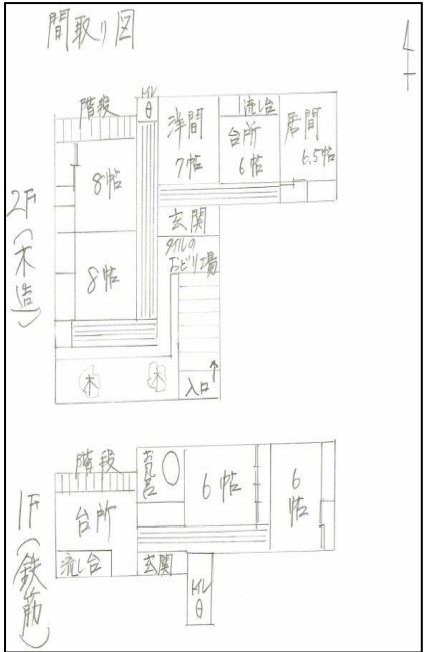 間取り図
トイレ
階段
洋間
7帖
流し台
台所
6帖
居間
6.5帖
8帖
8帖
2F(木造)
玄関
タイルの
おどり場
木
木
入口
階段
お風呂
6帖
6帖
台所
流し台
玄関
トイレ
1F(鉄筋)